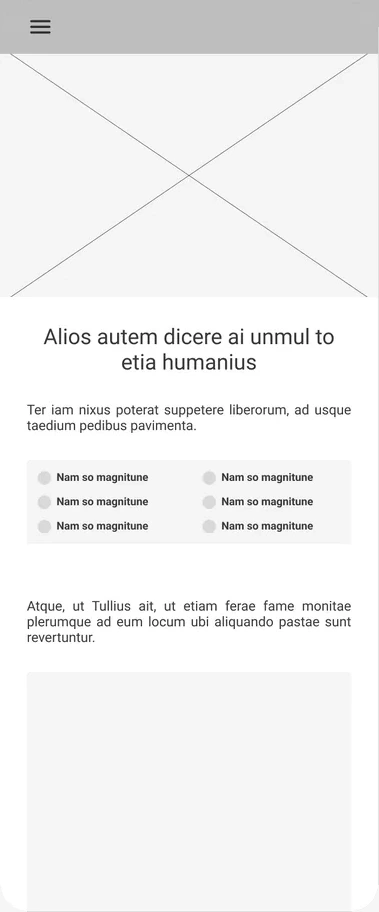 Alios autem dicere ai unmul to
etia humanius
Ter iam nixus poterat suppetere liberorum, ad usque
taedium pedibus pavimenta.
Nam so magnitune
Nam so magnitune
Nam so magnitune
Nam so magnitune
Nam so magnitune
Nam so magnitune
Atque, ut Tullius ait, ut etiam ferae fame monitae
plerumque ad eum locum ubi aliquando pastae sunt
revertuntur.